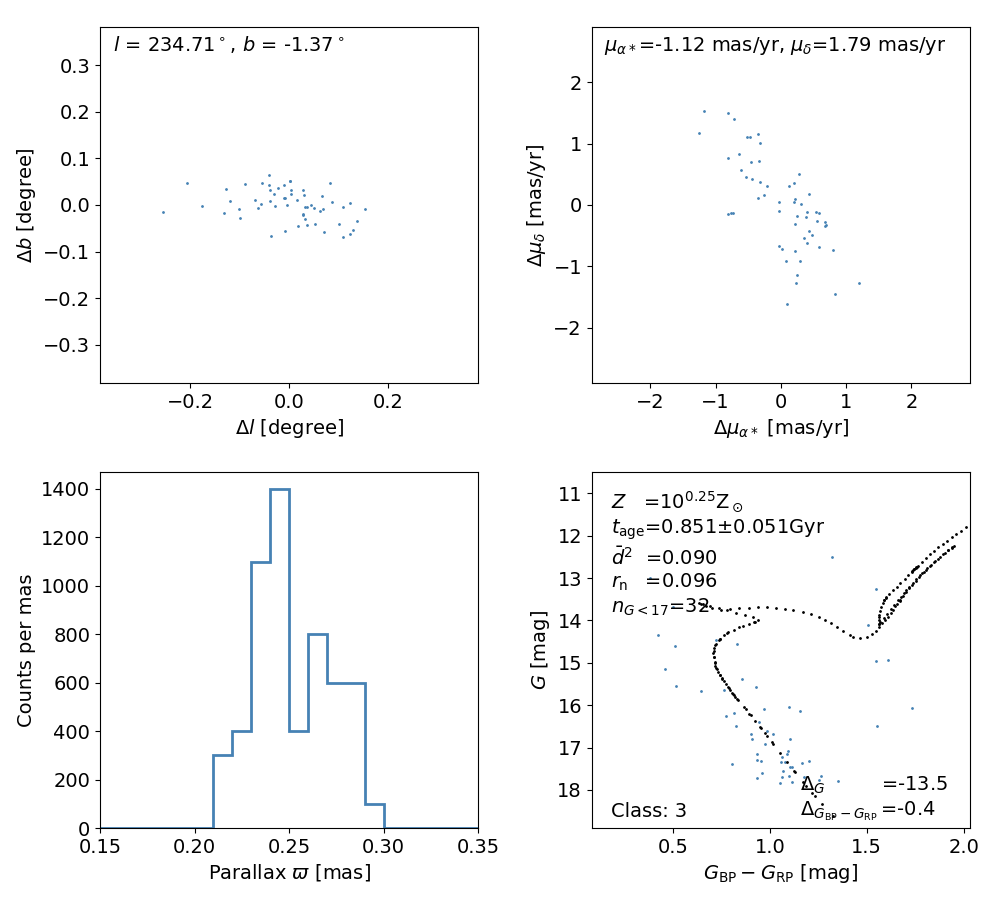 l = 234.71°, b = -1.37°
0.3
0.2
0.1
0.0
−0.1
−0.2
−0.3
Δb [degree]
−0.2 0.0 0.2
Δl [degree]
μα∗=-1.12 mas/yr, μδ=1.79 mas/yr
2
1
0
−1
−2
Δμδ [mas/yr]
−2 −1 0 1 2
Δμα∗ [mas/yr]
1400
1200
1000
800
600
400
200
0
Counts per mas
0.15 0.20 0.25 0.30 0.35
Parallax ϖ [mas]
11
12
13
14
15
16
17
18
G [mag]
Z =10^0.25Z⊙
t_age=0.851±0.051Gyr
d̄² =0.090
r_n =0.096
n_G<17=32
Δ_G =-13.5
Δ_GBP−GRP =-0.4
Class: 3
0.5 1.0 1.5 2.0
G_BP − G_RP [mag]